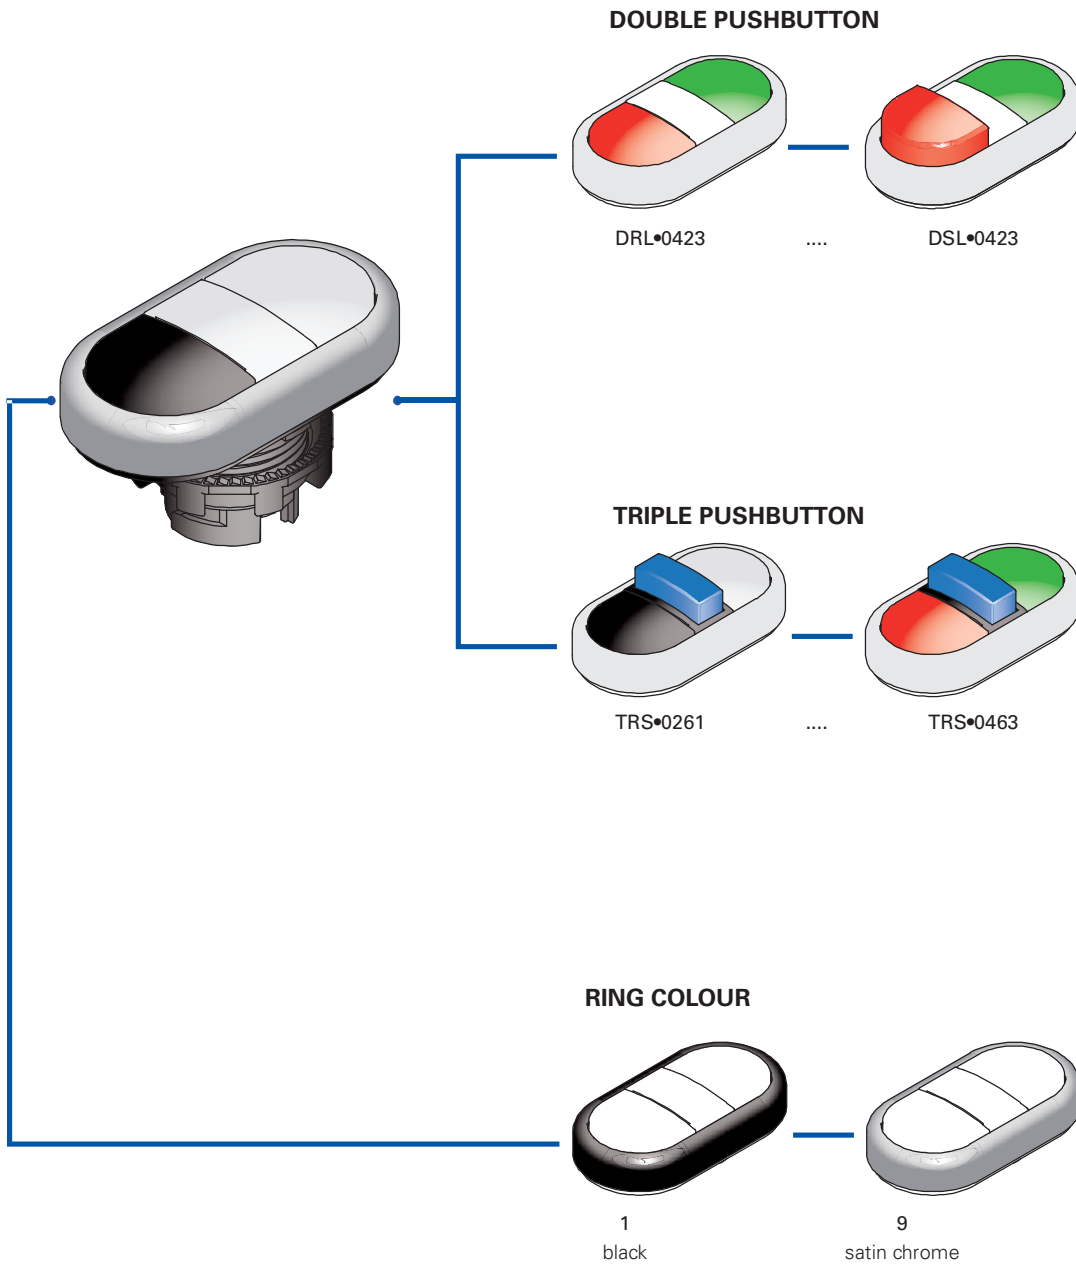 DOUBLE PUSHBUTTON
DRL•0423 .... DSL•0423
TRIPLE PUSHBUTTON
TRS•0261 .... TRS•0463
RING COLOUR
1 9
black satin chrome